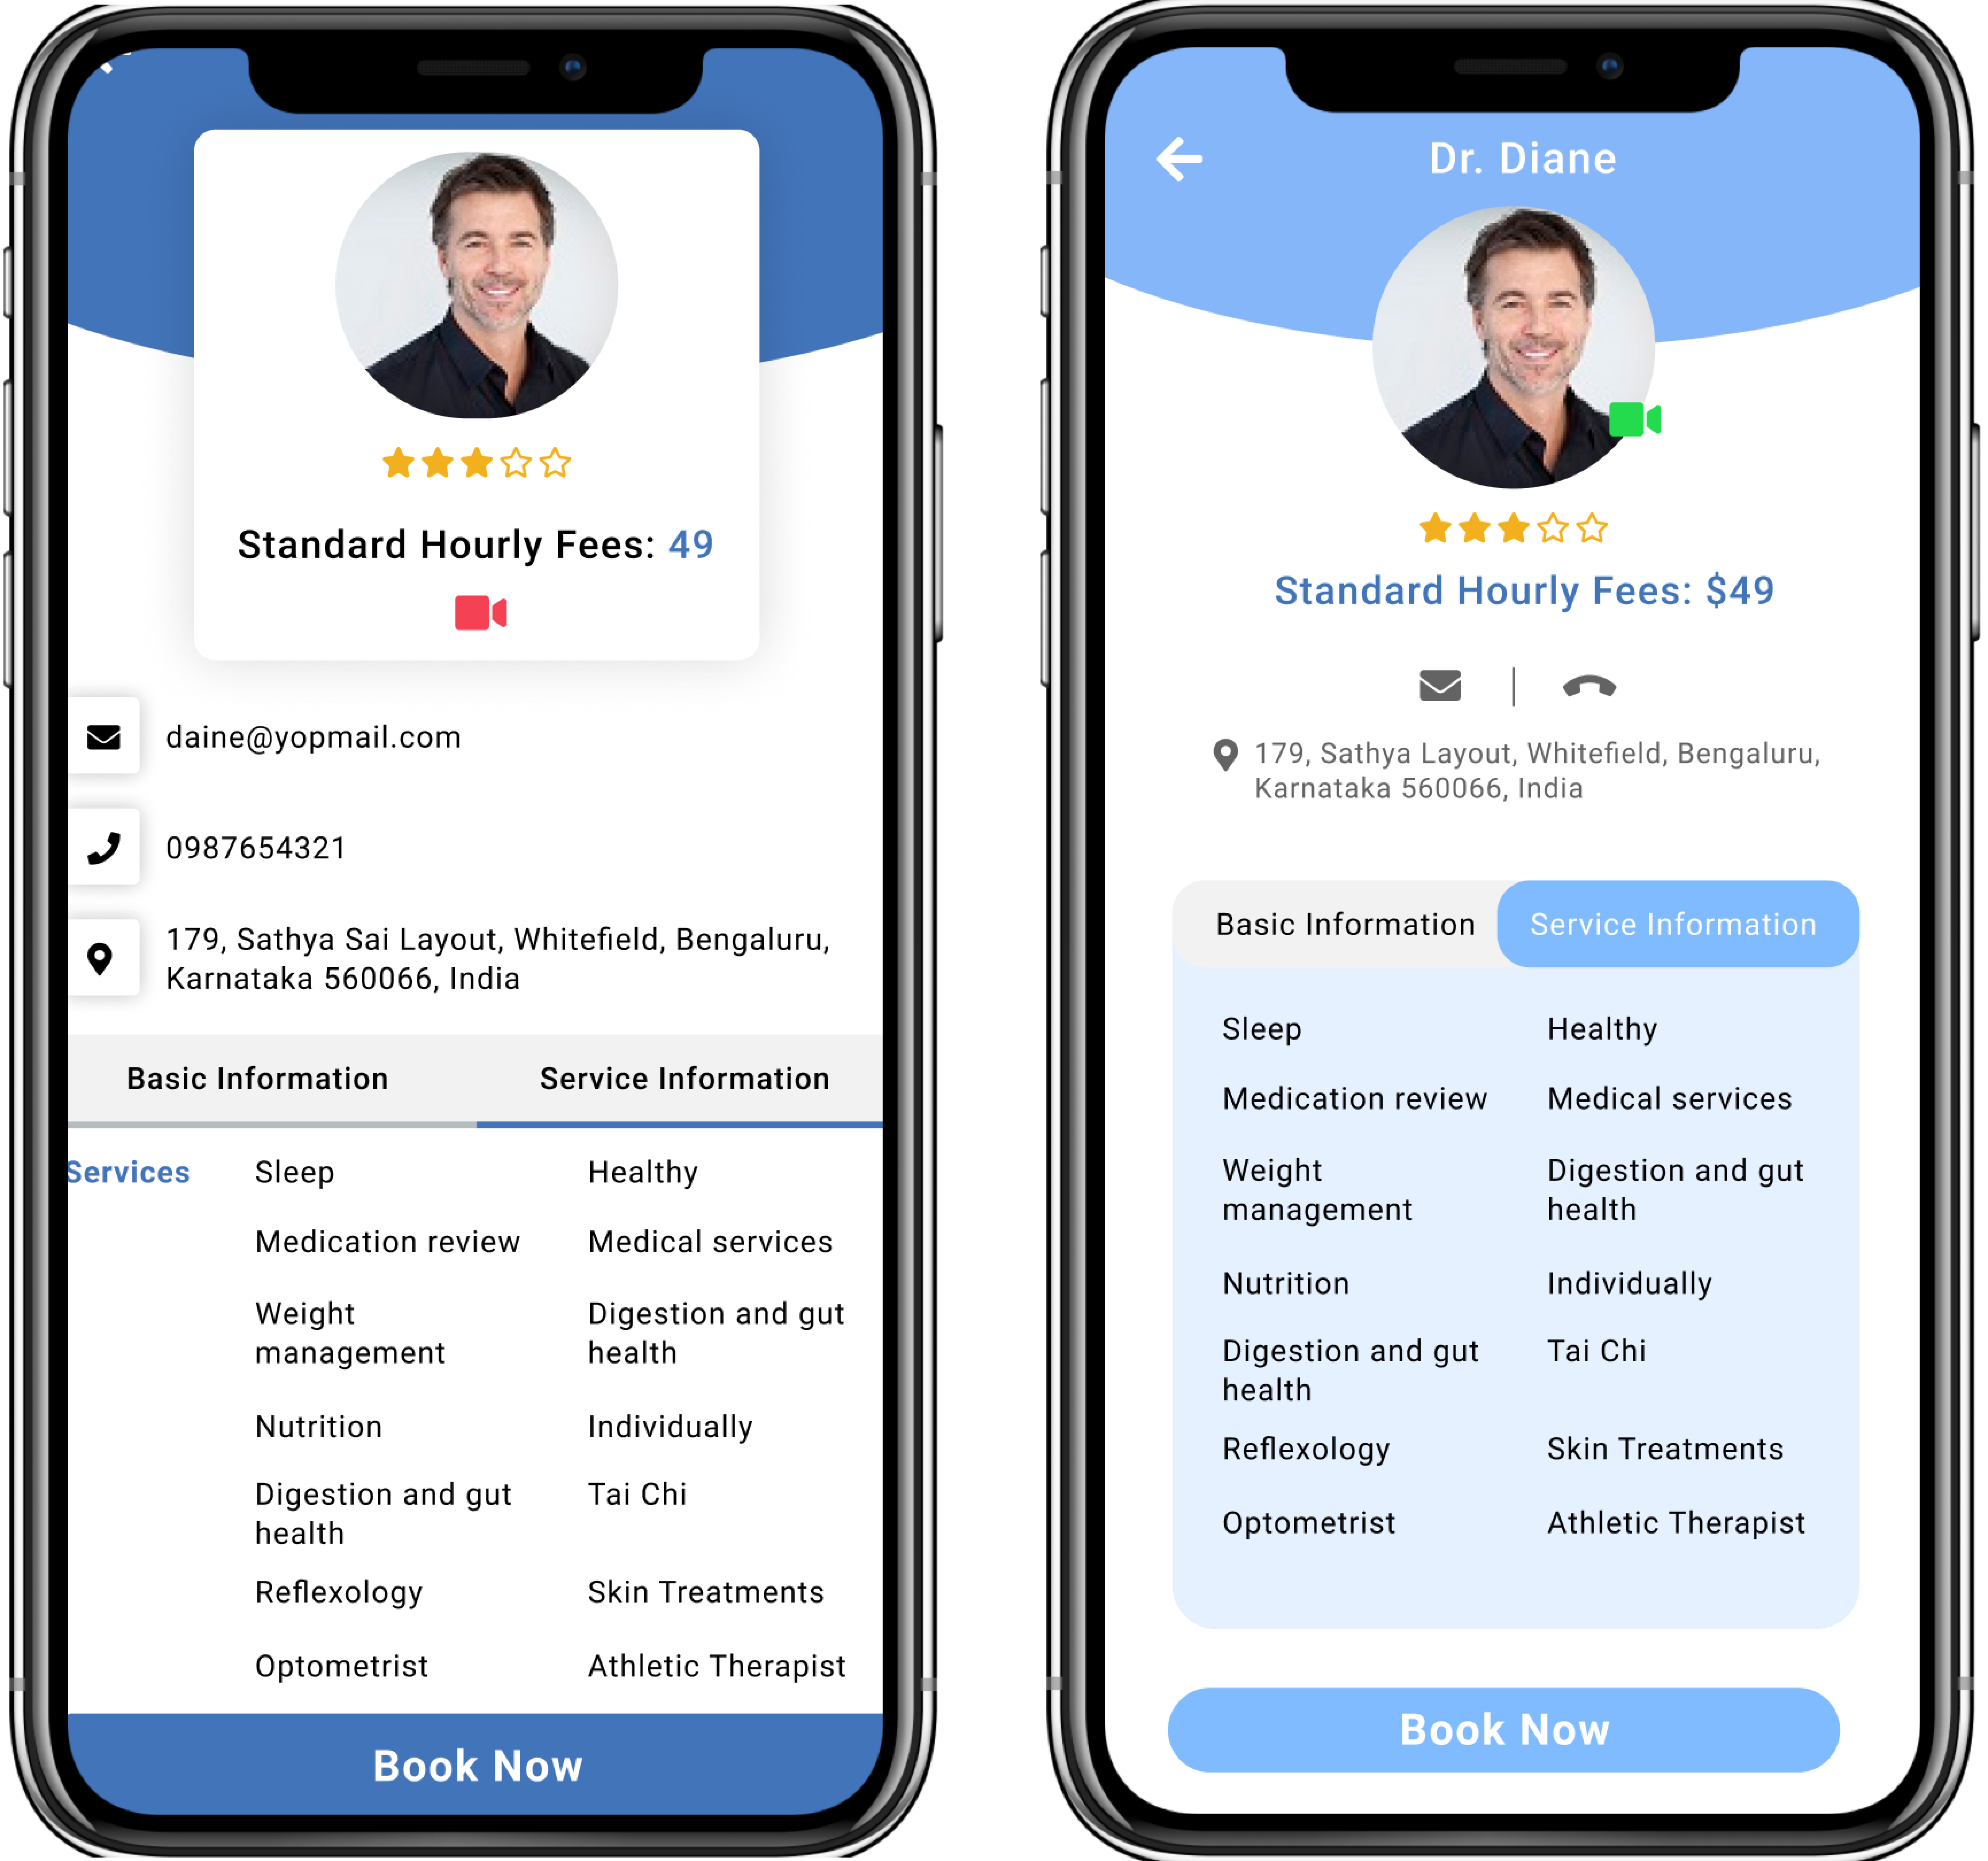 Standard Hourly Fees: 49
daine@yopmail.com
0987654321
179, Sathya Sai Layout, Whitefield, Bengaluru,
Karnataka 560066, India
Basic Information
Service Information
Services
Sleep
Healthy
Medication review
Medical services
Weight
management
Digestion and gut
health
Nutrition
Individually
Digestion and gut
health
Tai Chi
Reflexology
Skin Treatments
Optometrist
Athletic Therapist
Book Now
Dr. Diane
Standard Hourly Fees: $49
179, Sathya Layout, Whitefield, Bengaluru,
Karnataka 560066, India
Basic Information
Service Information
Sleep
Healthy
Medication review
Medical services
Weight
management
Digestion and gut
health
Nutrition
Individually
Digestion and gut
health
Tai Chi
Reflexology
Skin Treatments
Optometrist
Athletic Therapist
Book Now